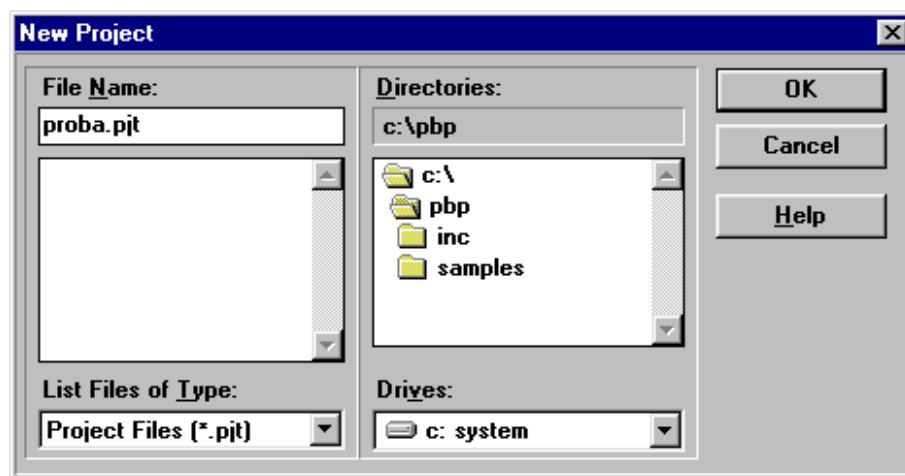 New Project
File Name:
proba.pjt
List Files of Type:
Project Files (*.pjt)
Directories:
c:\pbp
c:\
pbp
inc
samples
Drives:
c: system
OK
Cancel
Help